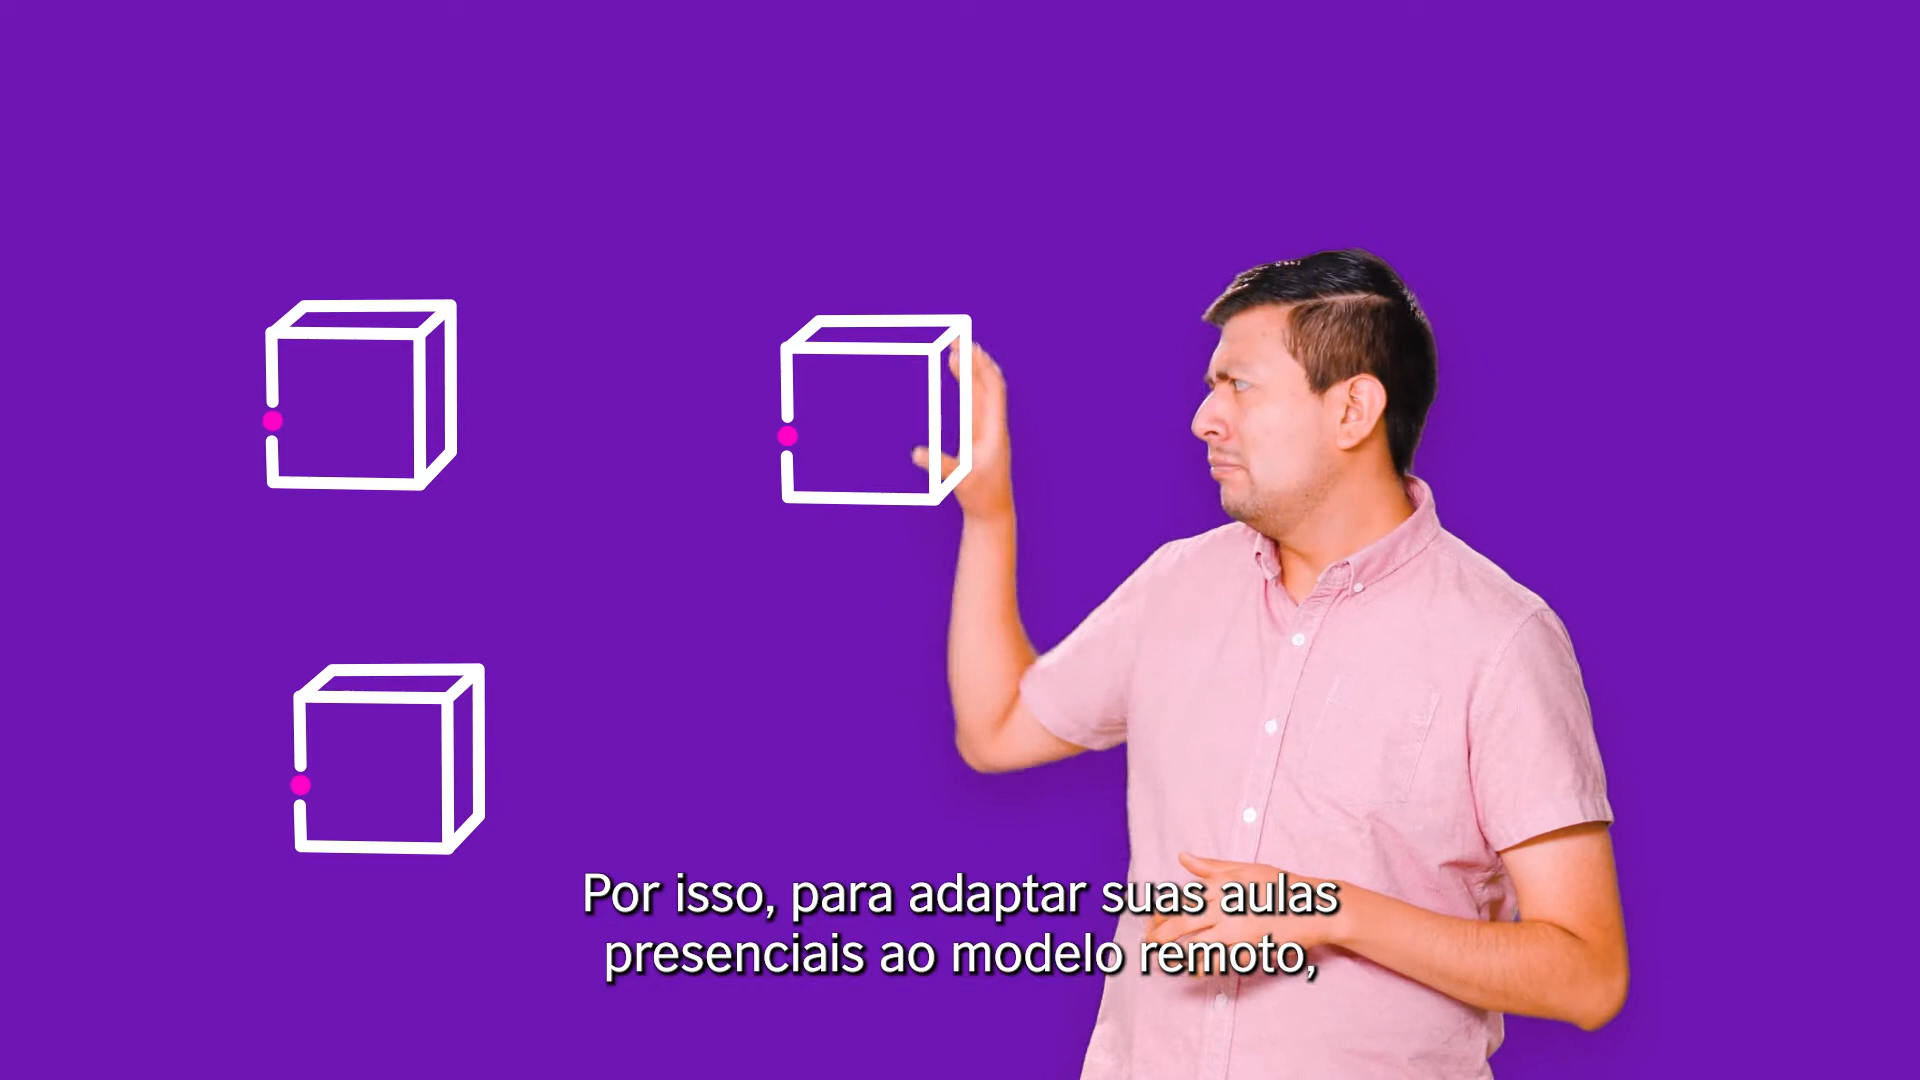 Por isso, para adaptar suas aulas
presenciais ao modelo remoto,